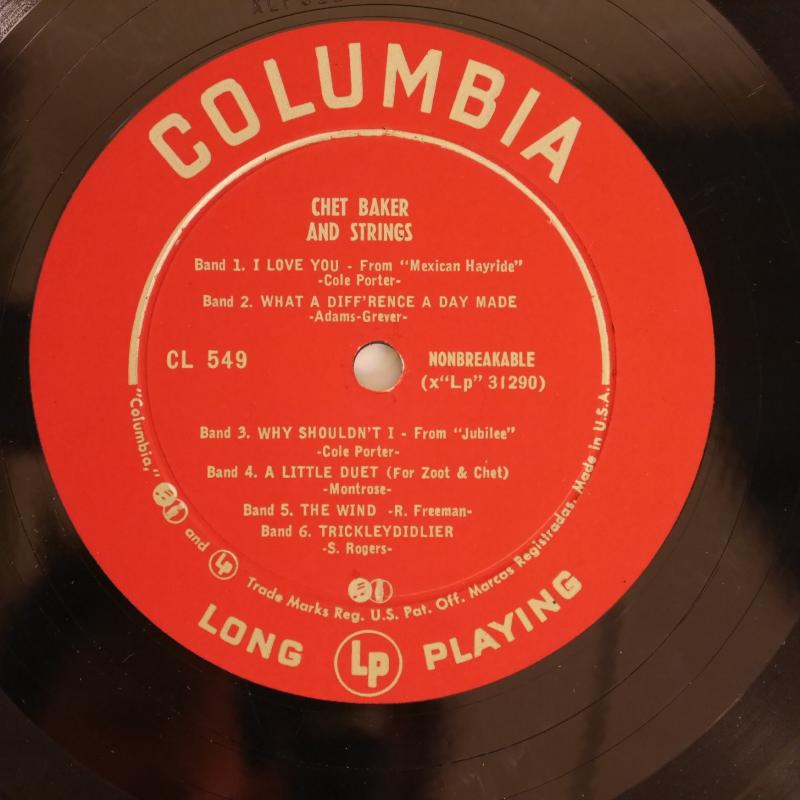 COLUMBIA
CHET BAKER
AND STRINGS
Band 1. I LOVE YOU - From "Mexican Hayride"
-Cole Porter-
Band 2. WHAT A DIFF'RENCE A DAY MADE
-Adams-Grever-
CL 549
NONBREAKABLE
(x"Lp" 31290)
Band 3. WHY SHOULDN'T I - From "Jubilee"
-Cole Porter-
Band 4. A LITTLE DUET (For Zoot & Chet)
-Montrose-
Band 5. THE WIND -R. Freeman-
Band 6. TRICKLEYDIDLIER
-S. Rogers-
"Columbia," and Lp Trade Marks Reg. U.S. Pat. Off. Marcas Registradas. Made in U.S.A.
LONG Lp PLAYING